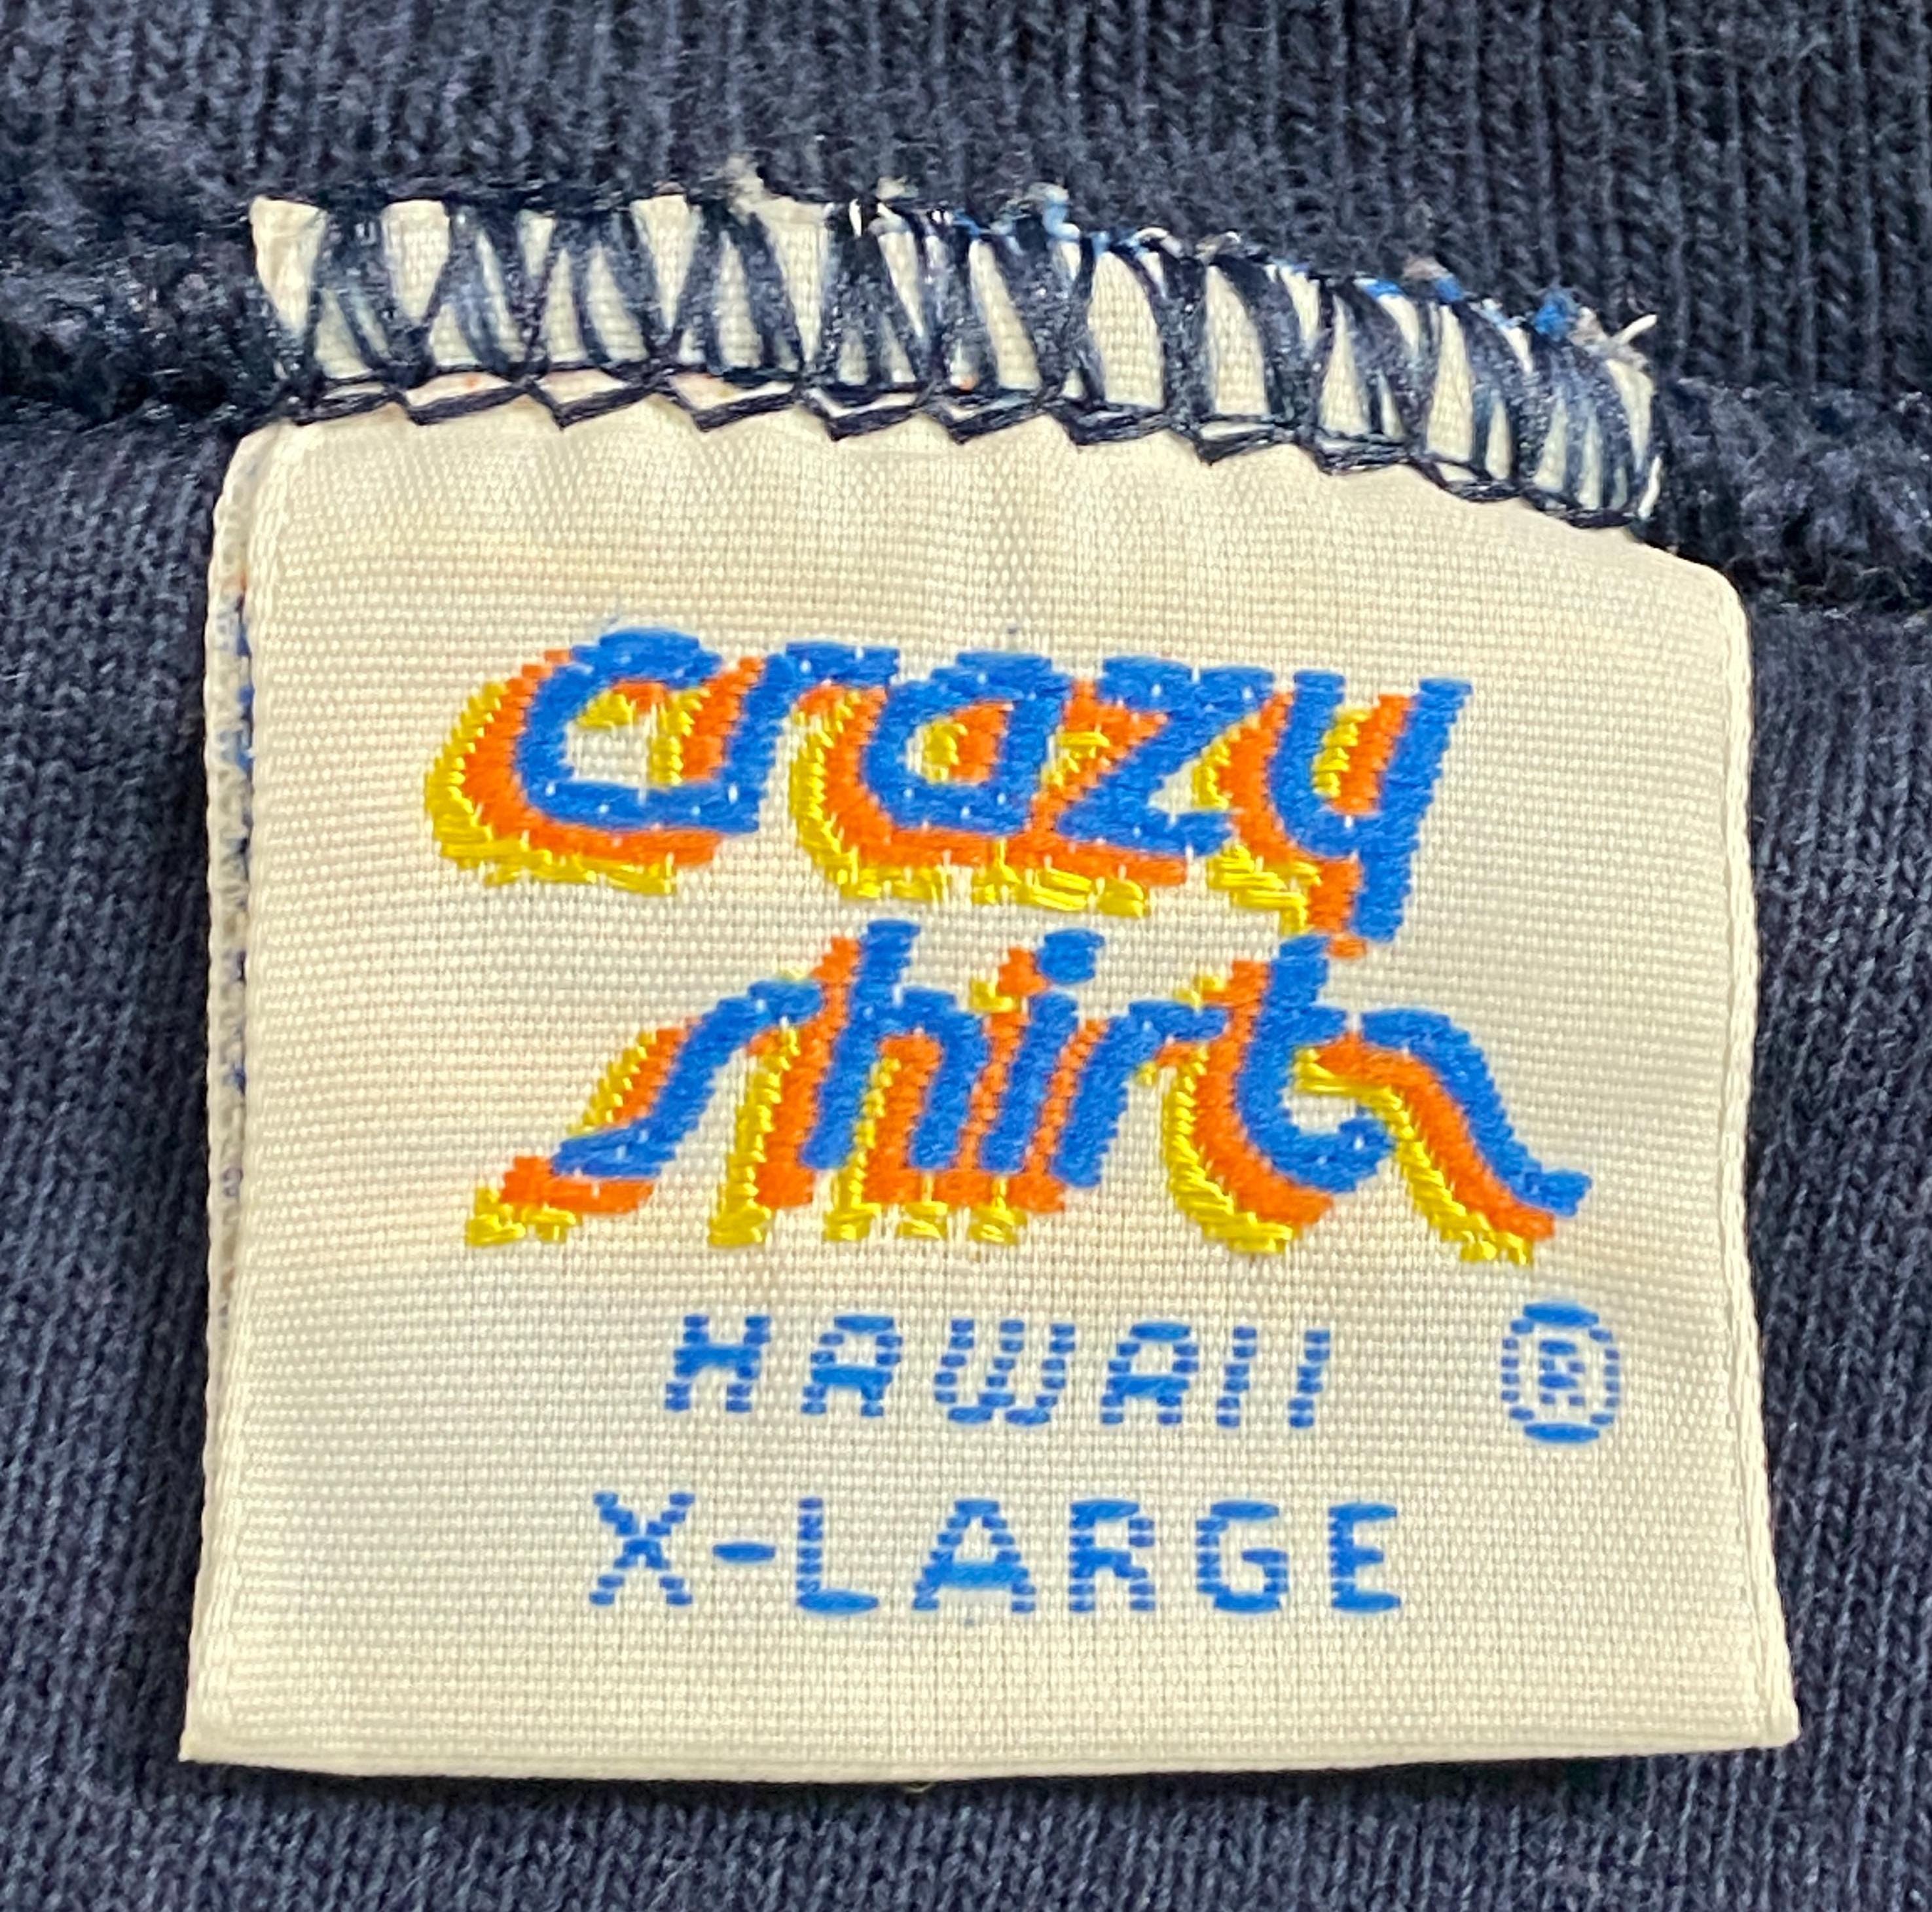 crazy
shirts
HAWAII ®
X-LARGE